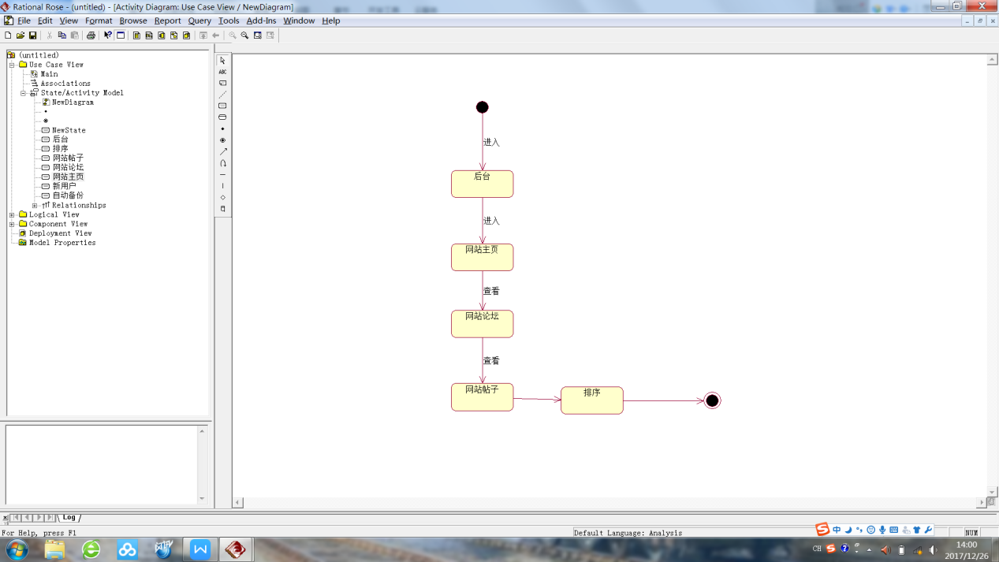 Rational Rose - (untitled) - [Activity Diagram: Use Case View / NewDiagram]
File Edit View Format Browse Report Query Tools Add-Ins Window Help
(untitled)
Use Case View
Main
Associations
State/Activity Model
NewDiagram
NewState
后台
排序
网站帖子
网站论坛
网站主页
新用户
自动备份
Relationships
Logical View
Component View
Deployment View
Model Properties
ABC
进入
后台
进入
网站主页
查看
网站论坛
查看
网站帖子
排序
Log
For Help, press F1
Default Language: Analysis
NUM
中
CH
14:00
2017/12/26